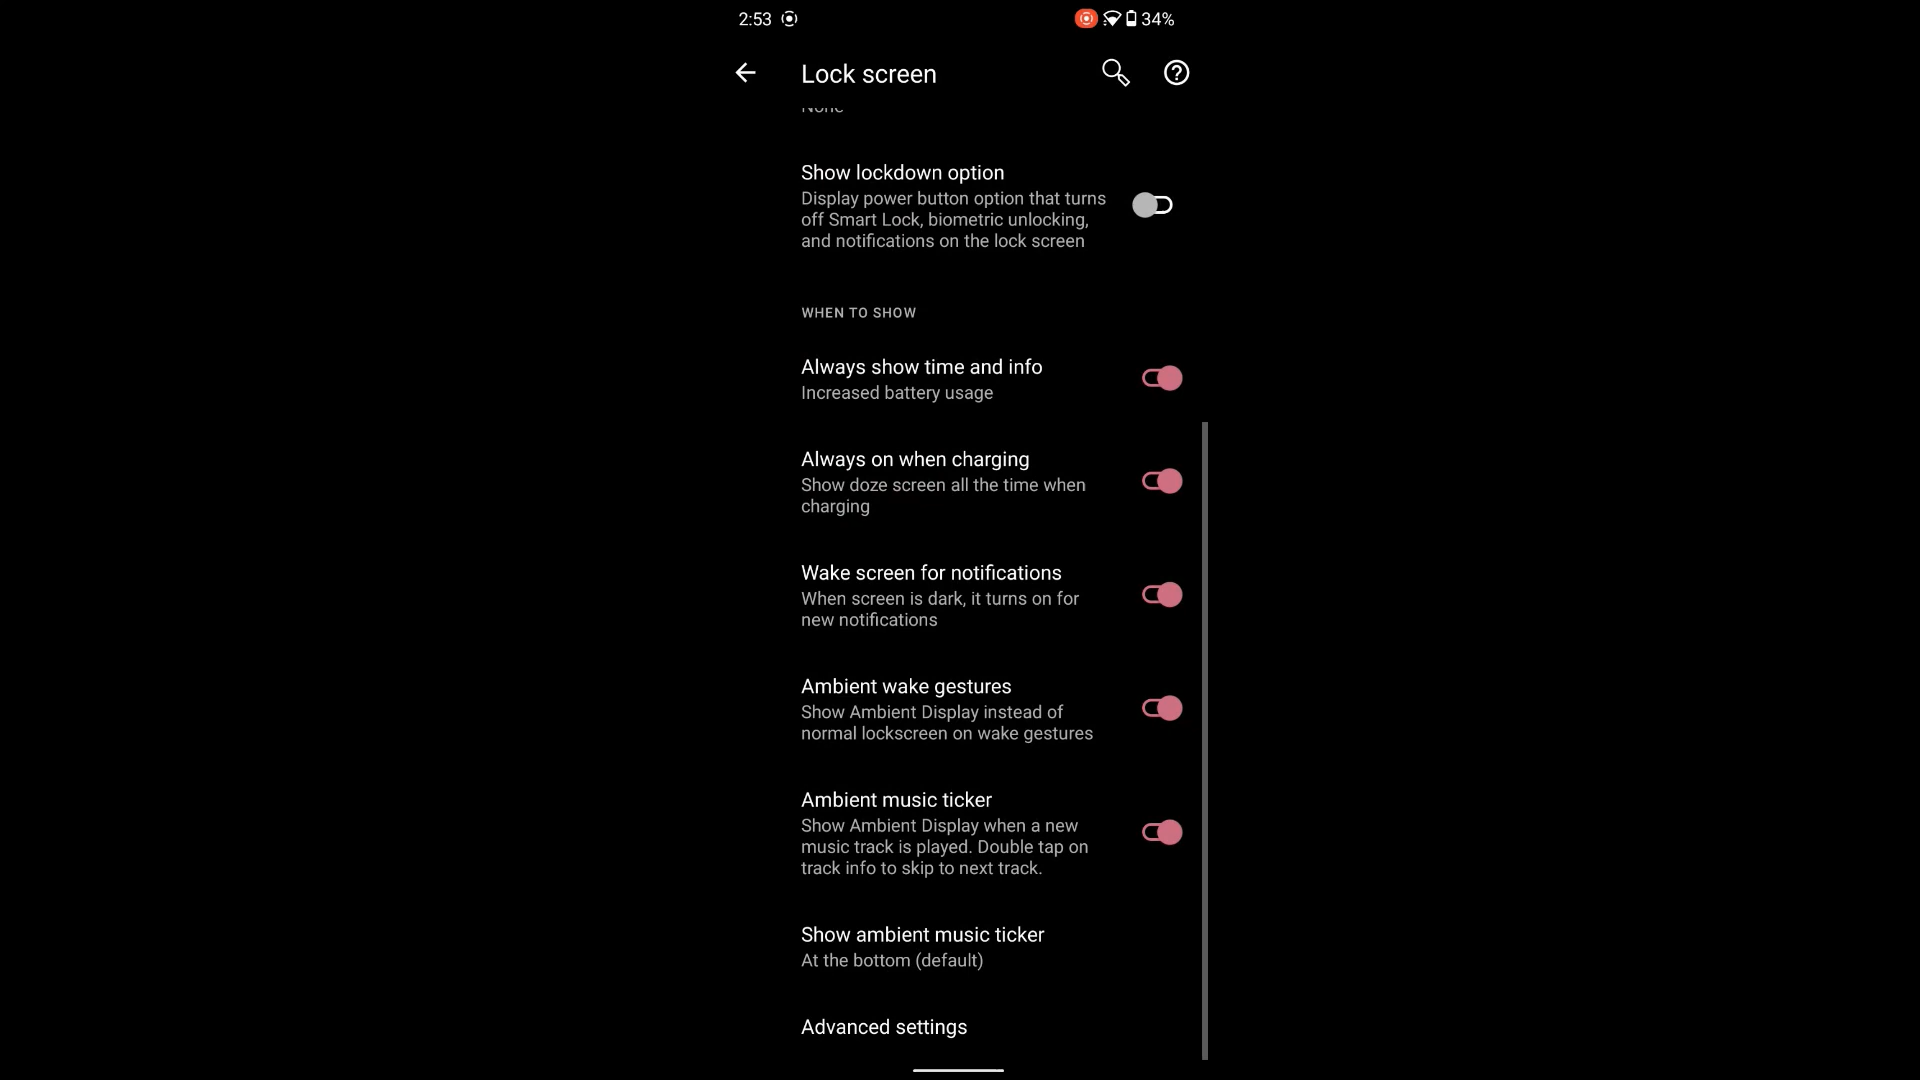 2:53
34%
Lock screen
None
Show lockdown option
Display power button option that turns
off Smart Lock, biometric unlocking,
and notifications on the lock screen
WHEN TO SHOW
Always show time and info
Increased battery usage
Always on when charging
Show doze screen all the time when
charging
Wake screen for notifications
When screen is dark, it turns on for
new notifications
Ambient wake gestures
Show Ambient Display instead of
normal lockscreen on wake gestures
Ambient music ticker
Show Ambient Display when a new
music track is played. Double tap on
track info to skip to next track.
Show ambient music ticker
At the bottom (default)
Advanced settings